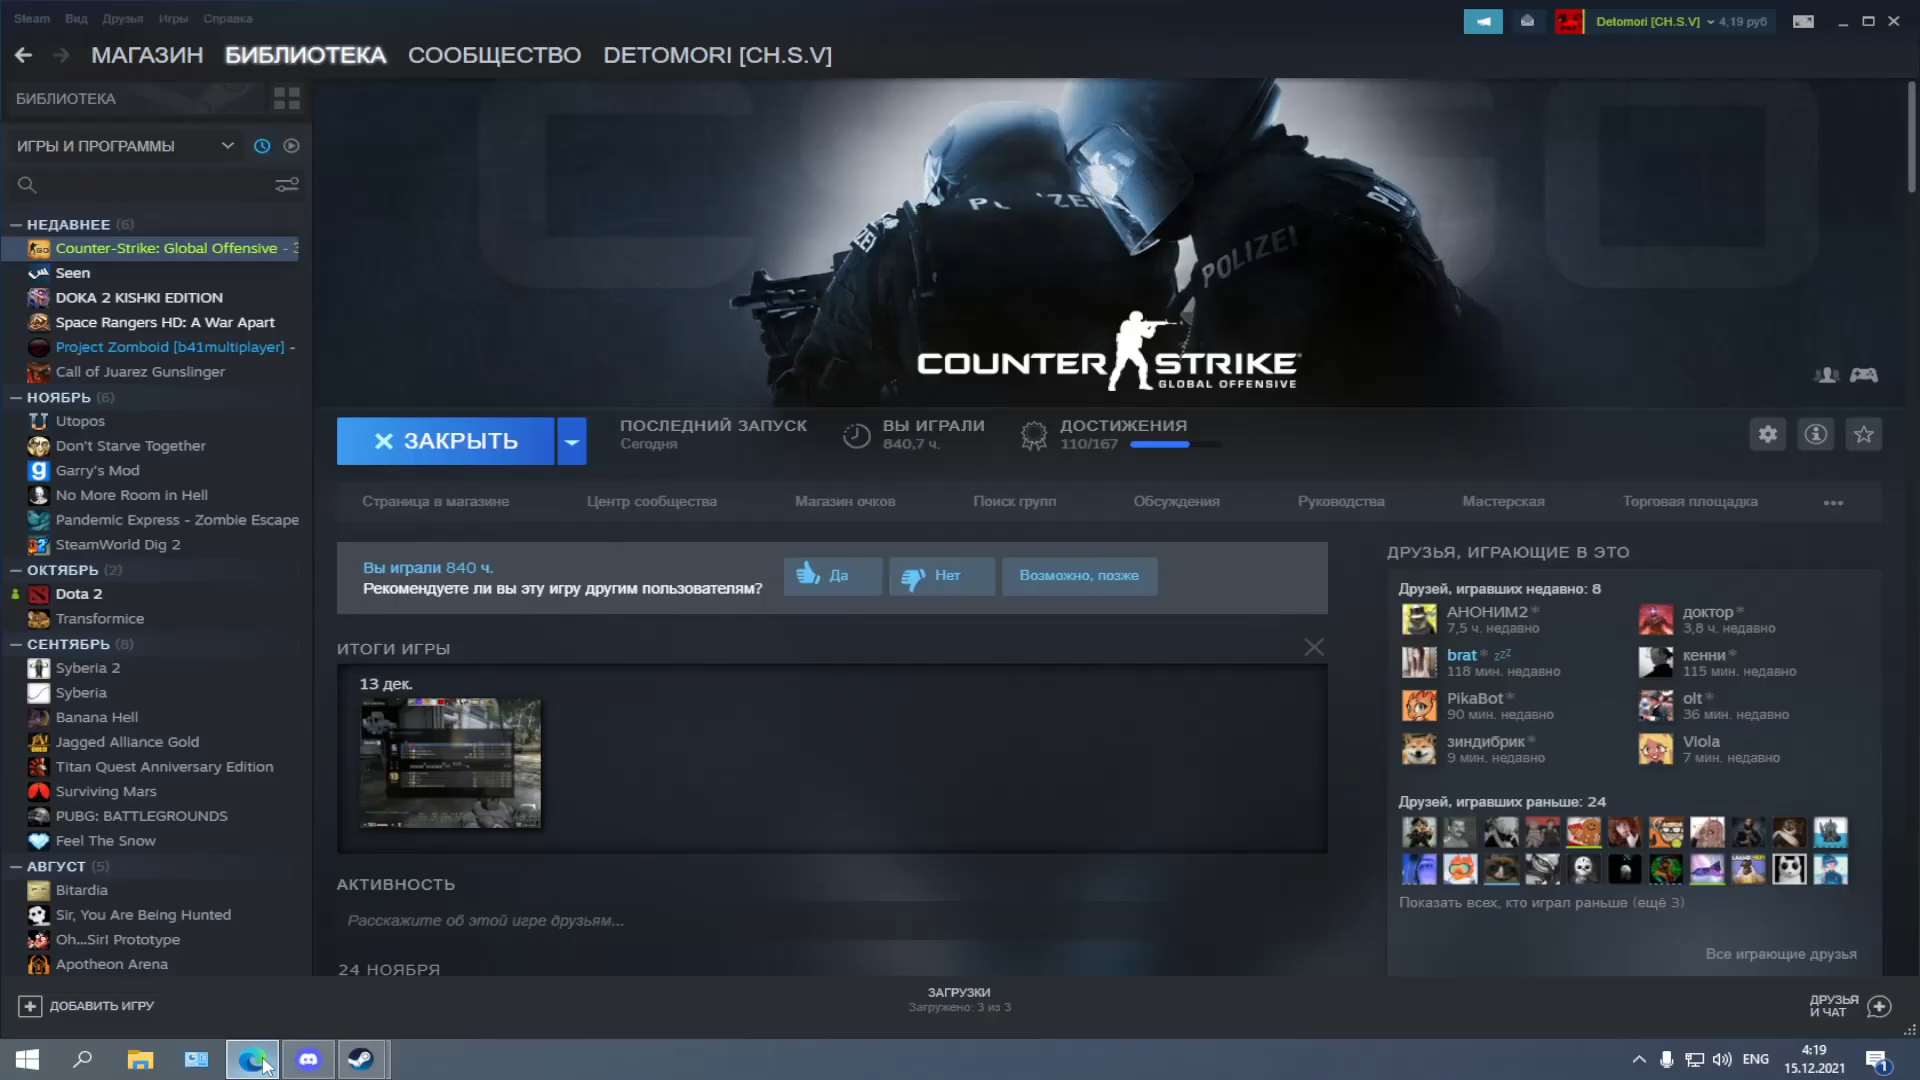 Steam Вид Друзья Игры Справка
Detomori [CH.S.V] 4,19 руб
МАГАЗИН БИБЛИОТЕКА СООБЩЕСТВО DETOMORI [CH.S.V]
БИБЛИОТЕКА
ИГРЫ И ПРОГРАММЫ
— НЕДАВНЕЕ (6)
Counter-Strike: Global Offensive - 3
Seen
DOKA 2 KISHKI EDITION
Space Rangers HD: A War Apart
Project Zomboid [b41multiplayer] -
Call of Juarez Gunslinger
— НОЯБРЬ (6)
Utopos
Don't Starve Together
Garry's Mod
No More Room in Hell
Pandemic Express - Zombie Escape
SteamWorld Dig 2
— ОКТЯБРЬ (2)
Dota 2
Transformice
— СЕНТЯБРЬ (8)
Syberia 2
Syberia
Banana Hell
Jagged Alliance Gold
Titan Quest Anniversary Edition
Surviving Mars
PUBG: BATTLEGROUNDS
Feel The Snow
— АВГУСТ (5)
Bitardia
Sir, You Are Being Hunted
Oh...Sir! Prototype
Apotheon Arena
ДОБАВИТЬ ИГРУ
POLIZEI
COUNTER STRIKE
GLOBAL OFFENSIVE
ЗАКРЫТЬ
ПОСЛЕДНИЙ ЗАПУСК
Сегодня
ВЫ ИГРАЛИ
840,7 ч.
ДОСТИЖЕНИЯ
110/167
Страница в магазине Центр сообщества Магазин очков Поиск групп Обсуждения Руководства Мастерская Торговая площадка
Вы играли 840 ч.
Рекомендуете ли вы эту игру другим пользователям?
Да Нет Возможно, позже
ИТОГИ ИГРЫ
13 дек.
АКТИВНОСТЬ
Расскажите об этой игре друзьям...
24 НОЯБРЯ
ДРУЗЬЯ, ИГРАЮЩИЕ В ЭТО
Друзей, игравших недавно: 8
АНОНИМ2*
7,5 ч. недавно
доктор*
3,8 ч. недавно
brat* zzZ
118 мин. недавно
кенни*
115 мин. недавно
PikaBot*
90 мин. недавно
olt*
36 мин. недавно
зиндибрик*
9 мин. недавно
Viola
7 мин. недавно
Друзей, игравших раньше: 24
Показать всех, кто играл раньше (ещё 3)
Все играющие друзья
ЗАГРУЗКИ
Загружено: 3 из 3
ДРУЗЬЯ
И ЧАТ
ENG
4:19
15.12.2021
1